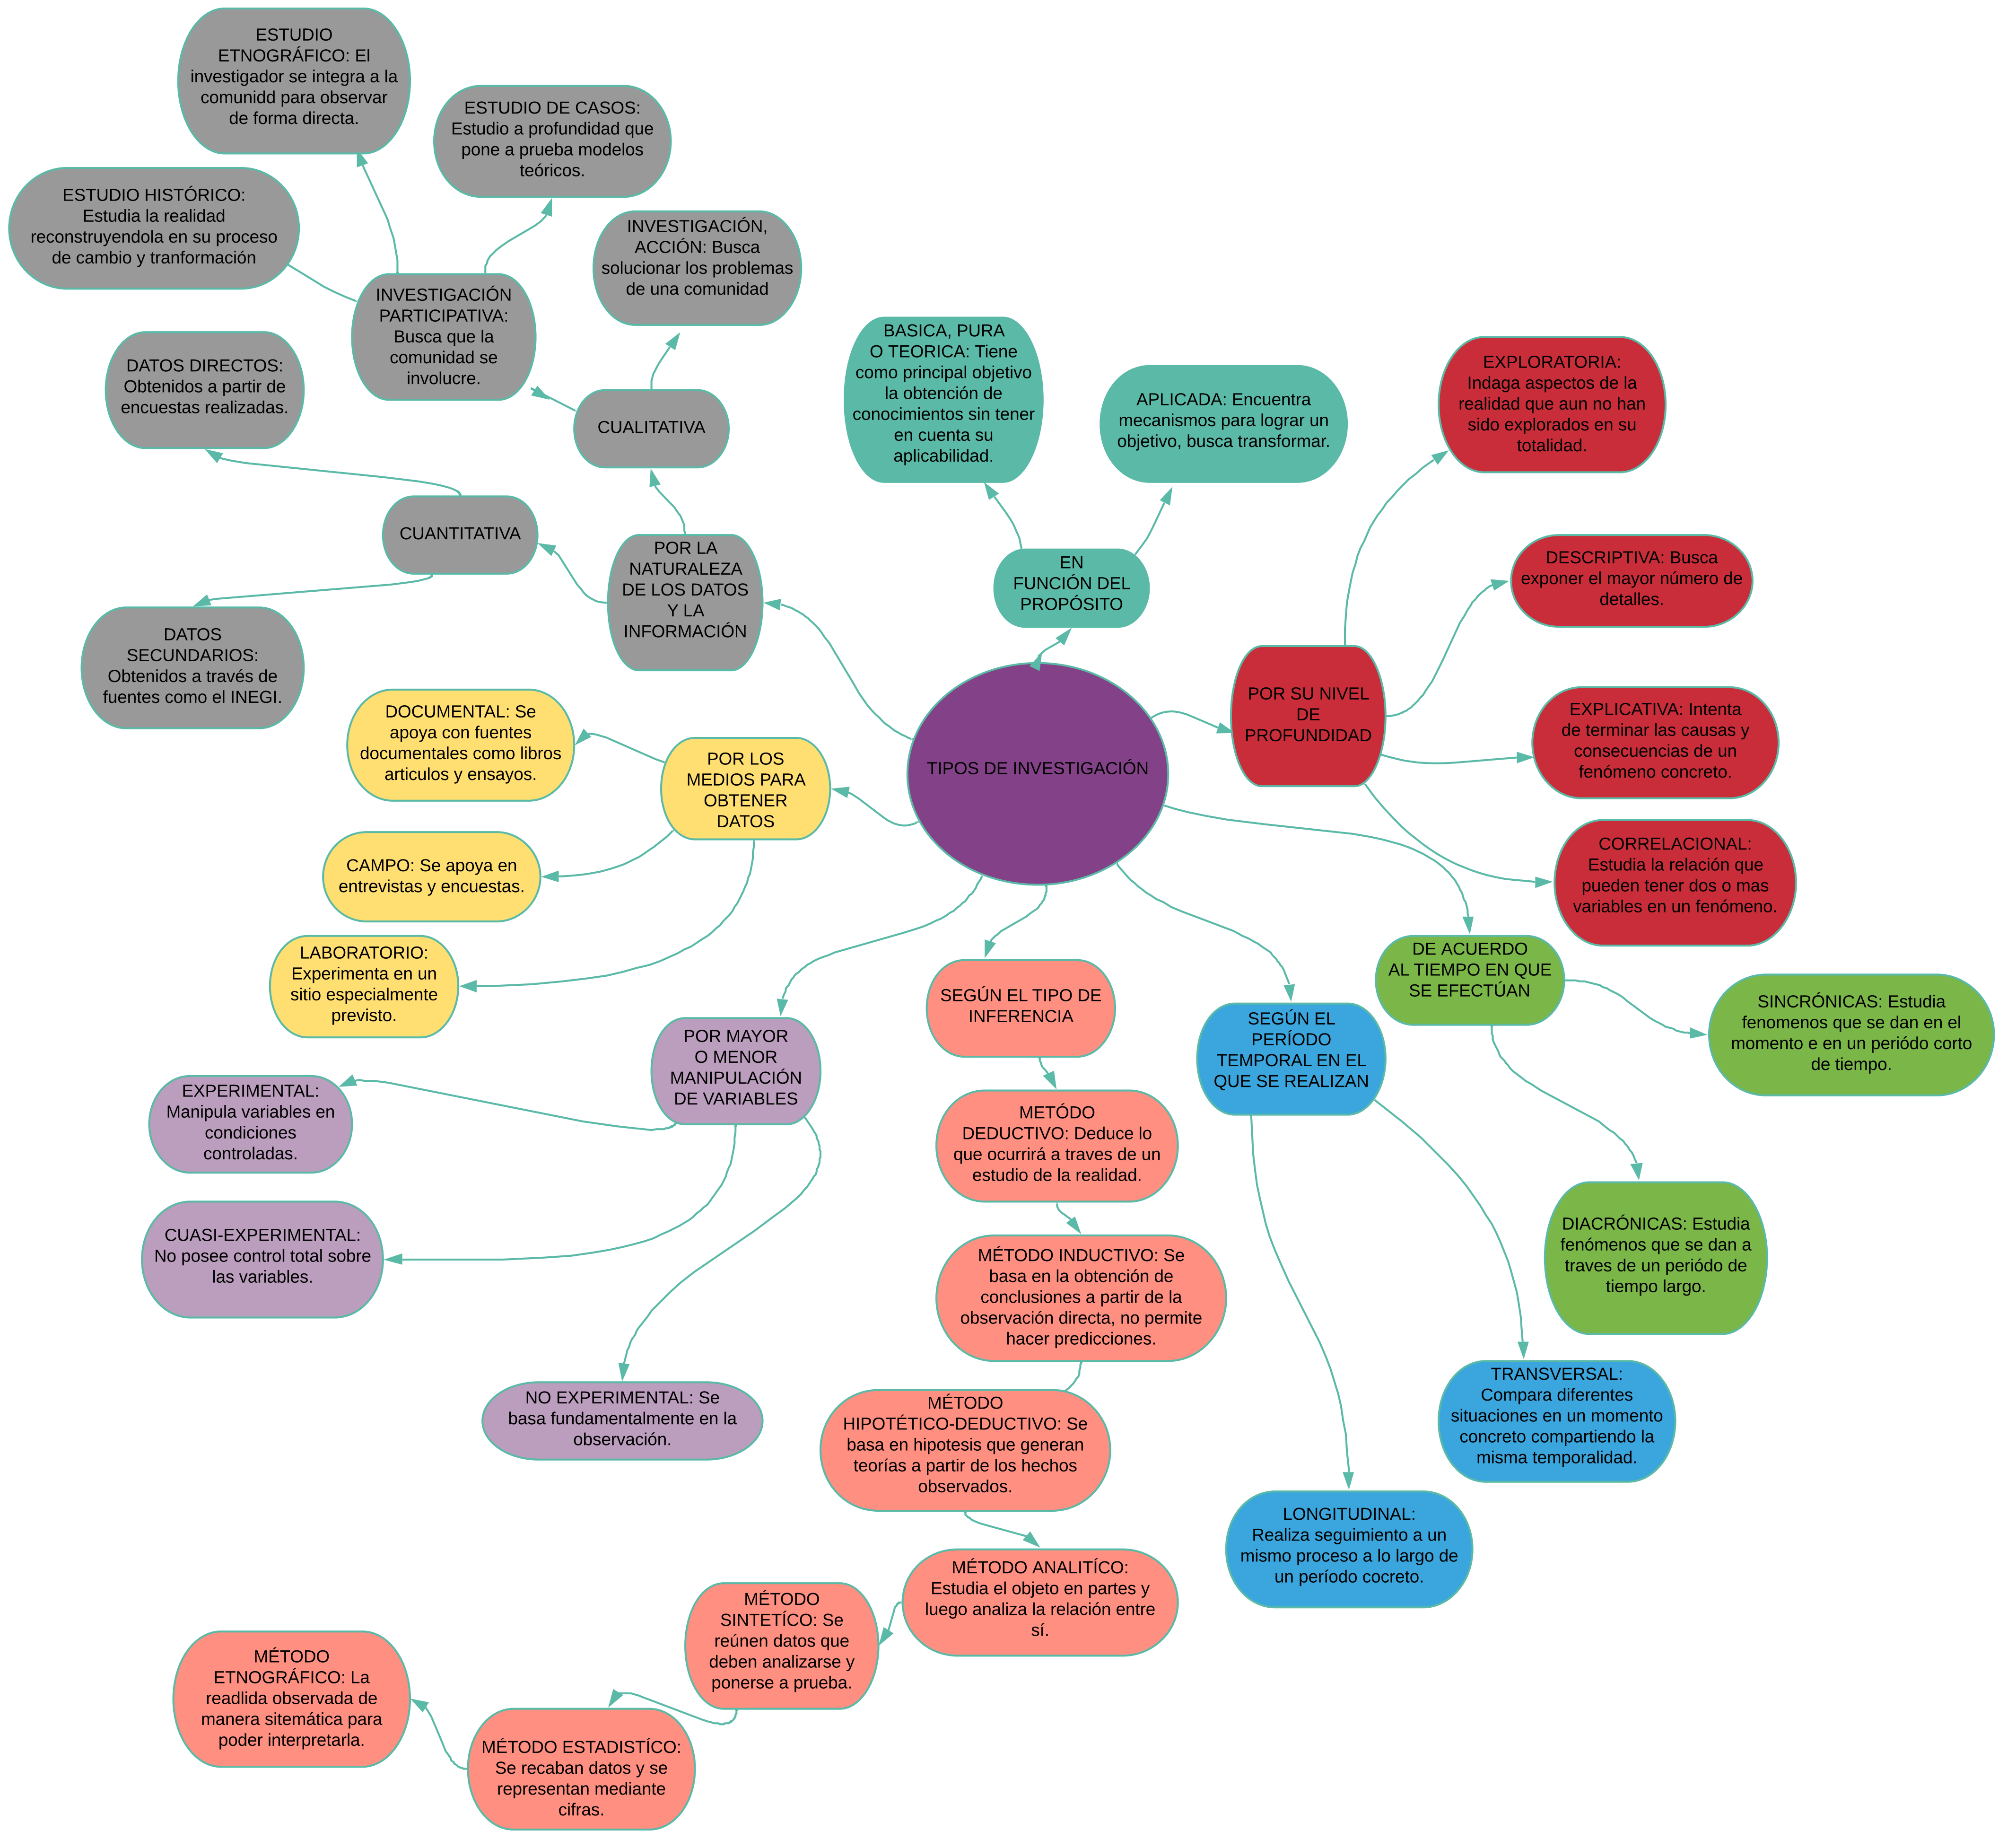 ESTUDIO
ETNOGRÁFICO: El
investigador se integra a la
comunidd para observar
de forma directa.
ESTUDIO DE CASOS:
Estudio a profundidad que
pone a prueba modelos
teóricos.
ESTUDIO HISTÓRICO:
Estudia la realidad
reconstruyendola en su proceso
de cambio y tranformación
INVESTIGACIÓN,
ACCIÓN: Busca
solucionar los problemas
de una comunidad
INVESTIGACIÓN
PARTICIPATIVA:
Busca que la
comunidad se
involucre.
DATOS DIRECTOS:
Obtenidos a partir de
encuestas realizadas.
CUALITATIVA
CUANTITATIVA
POR LA
NATURALEZA
DE LOS DATOS
Y LA
INFORMACIÓN
DATOS
SECUNDARIOS:
Obtenidos a través de
fuentes como el INEGI.
BASICA, PURA
O TEORICA: Tiene
como principal objetivo
la obtención de
conocimientos sin tener
en cuenta su
aplicabilidad.
APLICADA: Encuentra
mecanismos para lograr un
objetivo, busca transformar.
EN
FUNCIÓN DEL
PROPÓSITO
EXPLORATORIA:
Indaga aspectos de la
realidad que aun no han
sido explorados en su
totalidad.
DESCRIPTIVA: Busca
exponer el mayor número de
detalles.
POR SU NIVEL
DE
PROFUNDIDAD
EXPLICATIVA: Intenta
de terminar las causas y
consecuencias de un
fenómeno concreto.
CORRELACIONAL:
Estudia la relación que
pueden tener dos o mas
variables en un fenómeno.
TIPOS DE INVESTIGACIÓN
DOCUMENTAL: Se
apoya con fuentes
documentales como libros
articulos y ensayos.
POR LOS
MEDIOS PARA
OBTENER
DATOS
CAMPO: Se apoya en
entrevistas y encuestas.
LABORATORIO:
Experimenta en un
sitio especialmente
previsto.
DE ACUERDO
AL TIEMPO EN QUE
SE EFECTÚAN
SINCRÓNICAS: Estudia
fenomenos que se dan en el
momento e en un periódo corto
de tiempo.
DIACRÓNICAS: Estudia
fenómenos que se dan a
traves de un periódo de
tiempo largo.
SEGÚN EL
PERÍODO
TEMPORAL EN EL
QUE SE REALIZAN
TRANSVERSAL:
Compara diferentes
situaciones en un momento
concreto compartiendo la
misma temporalidad.
LONGITUDINAL:
Realiza seguimiento a un
mismo proceso a lo largo de
un período cocreto.
POR MAYOR
O MENOR
MANIPULACIÓN
DE VARIABLES
EXPERIMENTAL:
Manipula variables en
condiciones
controladas.
CUASI-EXPERIMENTAL:
No posee control total sobre
las variables.
NO EXPERIMENTAL: Se
basa fundamentalmente en la
observación.
SEGÚN EL TIPO DE
INFERENCIA
METÓDO
DEDUCTIVO: Deduce lo
que ocurrirá a traves de un
estudio de la realidad.
MÉTODO INDUCTIVO: Se
basa en la obtención de
conclusiones a partir de la
observación directa, no permite
hacer predicciones.
MÉTODO
HIPOTÉTICO-DEDUCTIVO: Se
basa en hipotesis que generan
teorías a partir de los hechos
observados.
MÉTODO ANALITÍCO:
Estudia el objeto en partes y
luego analiza la relación entre
sí.
MÉTODO
SINTETÍCO: Se
reúnen datos que
deben analizarse y
ponerse a prueba.
MÉTODO ESTADISTÍCO:
Se recaban datos y se
representan mediante
cifras.
MÉTODO
ETNOGRÁFICO: La
readlida observada de
manera sitemática para
poder interpretarla.